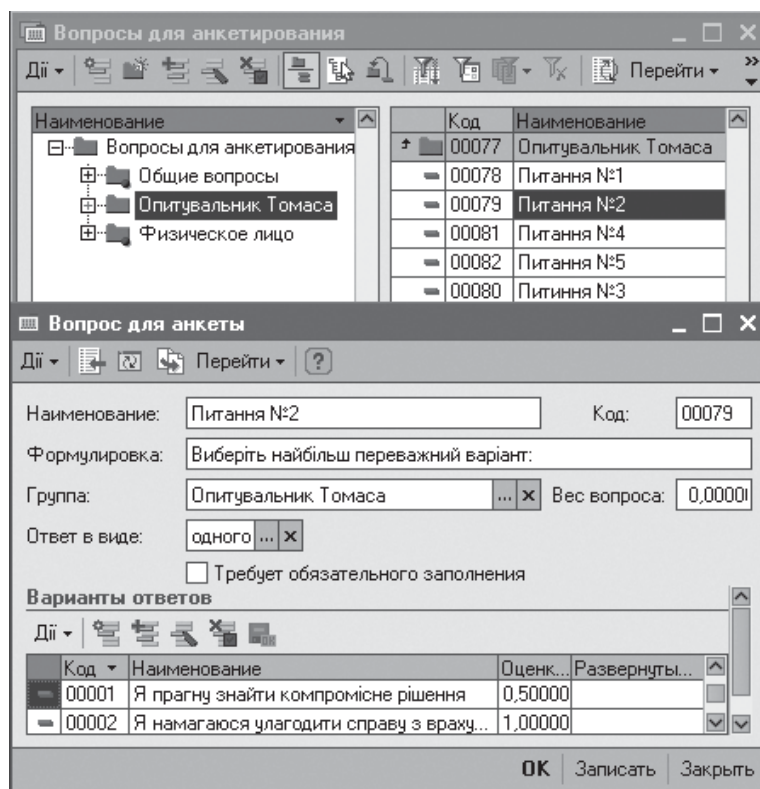 Вопросы для анкетирования
Дії Перейти »
Наименование
Вопросы для анкетирования
Общие вопросы
Опитувальник Томаса
Физическое лицо
Код Наименование
00077 Опитувальник Томаса
00078 Питання №1
00079 Питання №2
00081 Питання №4
00082 Питання №5
00080 Питиння №3
Вопрос для анкеты
Дії Перейти ?
Наименование: Питання №2 Код: 00079
Формулировка: Виберіть найбільш переважний варіант:
Группа: Опитувальник Томаса ... x Вес вопроса: 0,0000
Ответ в виде: одного ... x
Требует обязательного заполнения
Варианты ответов
Дії
Код Наименование Оценк... Развернуты...
00001 Я прагну знайти компромісне рішення 0,50000
00002 Я намагаюся улагодити справу з враху... 1,00000
OK Записать Закрыть